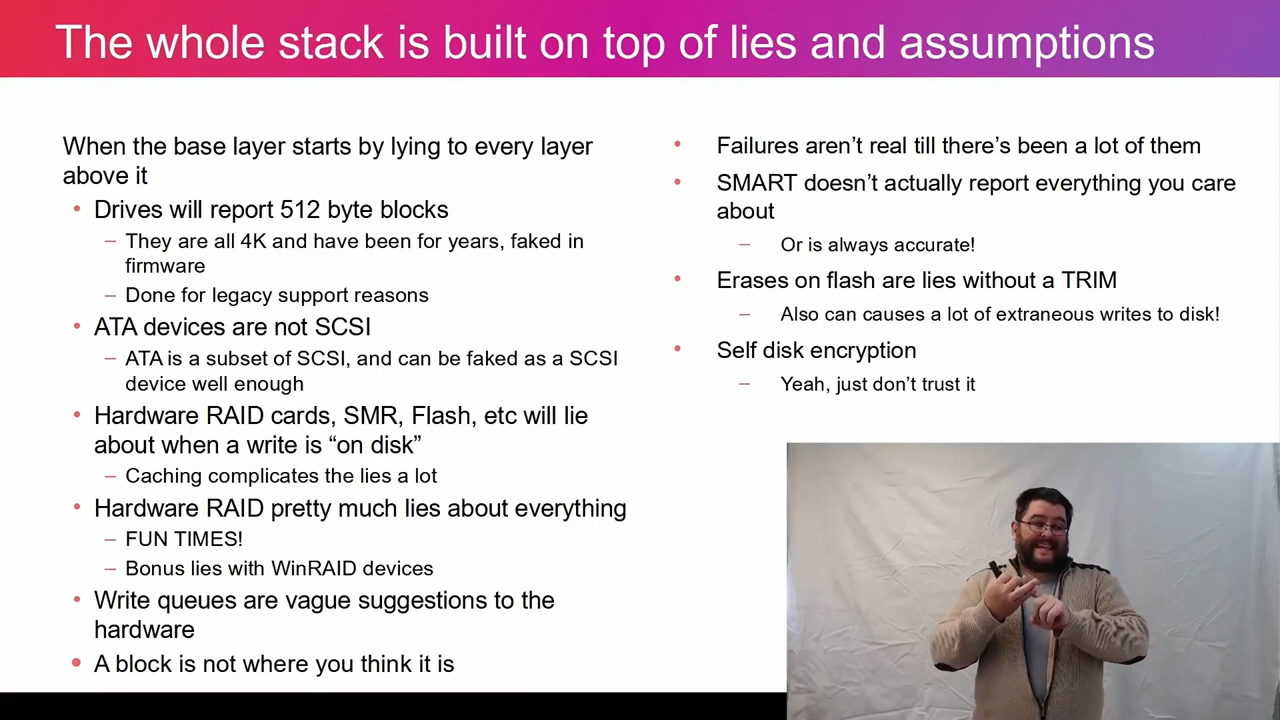 The whole stack is built on top of lies and assumptions
When the base layer starts by lying to every layer
above it
• Drives will report 512 byte blocks
– They are all 4K and have been for years, faked in
firmware
– Done for legacy support reasons
• ATA devices are not SCSI
– ATA is a subset of SCSI, and can be faked as a SCSI
device well enough
• Hardware RAID cards, SMR, Flash, etc will lie
about when a write is “on disk”
– Caching complicates the lies a lot
• Hardware RAID pretty much lies about everything
– FUN TIMES!
– Bonus lies with WinRAID devices
• Write queues are vague suggestions to the
hardware
• A block is not where you think it is
• Failures aren’t real till there’s been a lot of them
• SMART doesn’t actually report everything you care
about
– Or is always accurate!
• Erases on flash are lies without a TRIM
– Also can causes a lot of extraneous writes to disk!
• Self disk encryption
– Yeah, just don’t trust it